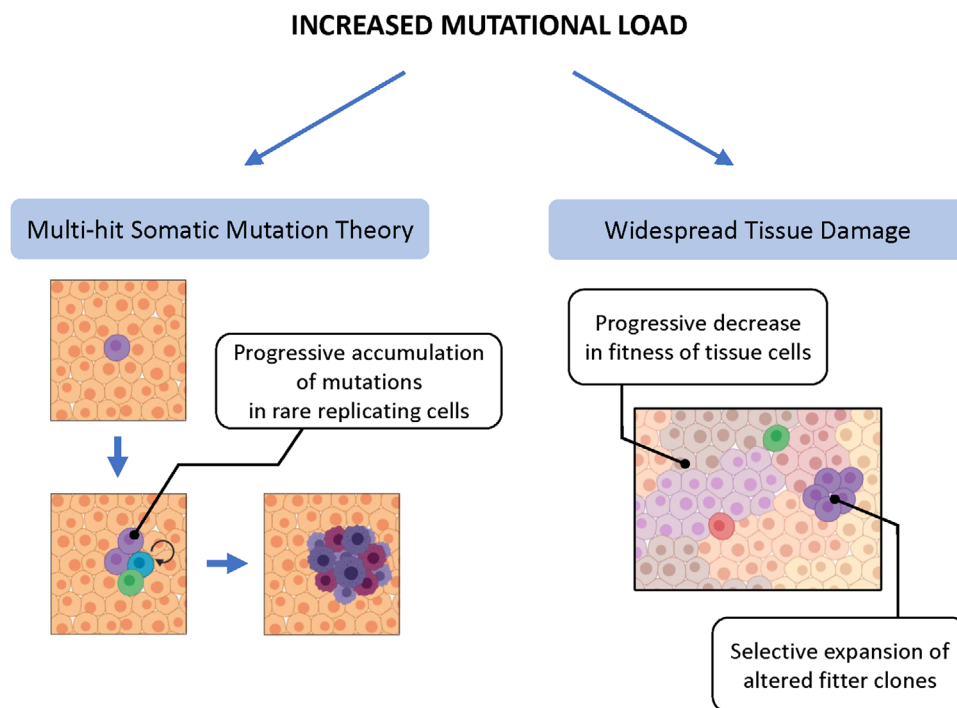 INCREASED MUTATIONAL LOAD
Multi-hit Somatic Mutation Theory
Widespread Tissue Damage
Progressive accumulation
of mutations
in rare replicating cells
Progressive decrease
in fitness of tissue cells
Selective expansion of
altered fitter clones